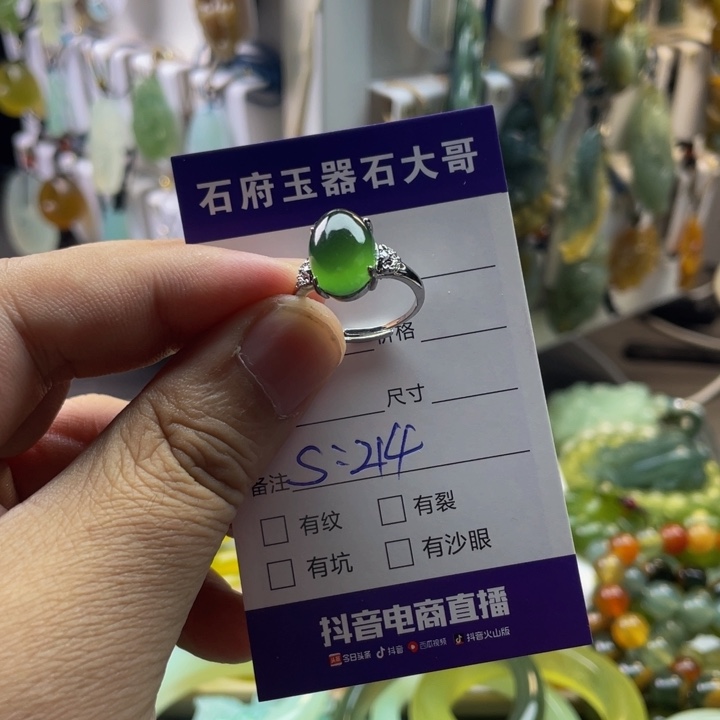 石府玉器石大哥
价格
尺寸
备注 S:214
有纹 有裂
有坑 有沙眼
抖音电商直播
今日头条 抖音 西瓜视频 抖音火山版